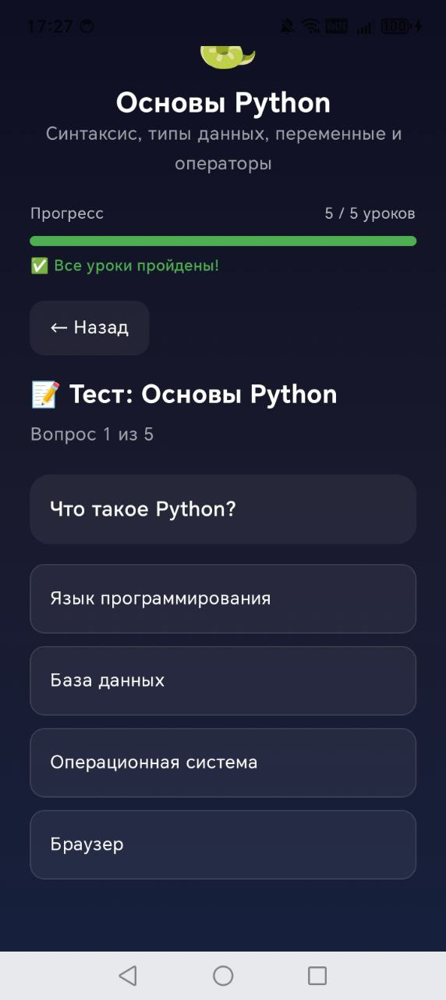 17:27
100
Основы Python
Синтаксис, типы данных, переменные и
операторы
Прогресс
5 / 5 уроков
✅ Все уроки пройдены!
← Назад
📝 Тест: Основы Python
Вопрос 1 из 5
Что такое Python?
Язык программирования
База данных
Операционная система
Браузер